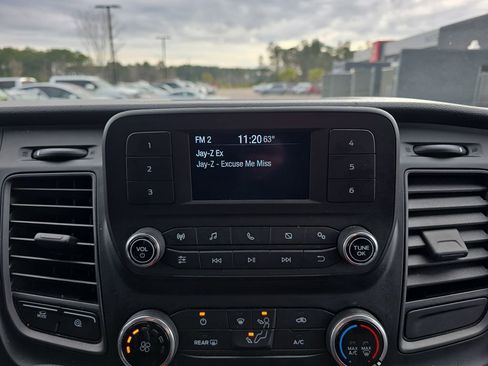 FM 2 11:20 63°
Jay-Z Ex
Jay-Z - Excuse Me Miss
1
2
3
4
5
6
VOL
TUNE
OK
REAR
A/C
MAX
A/C
MAX